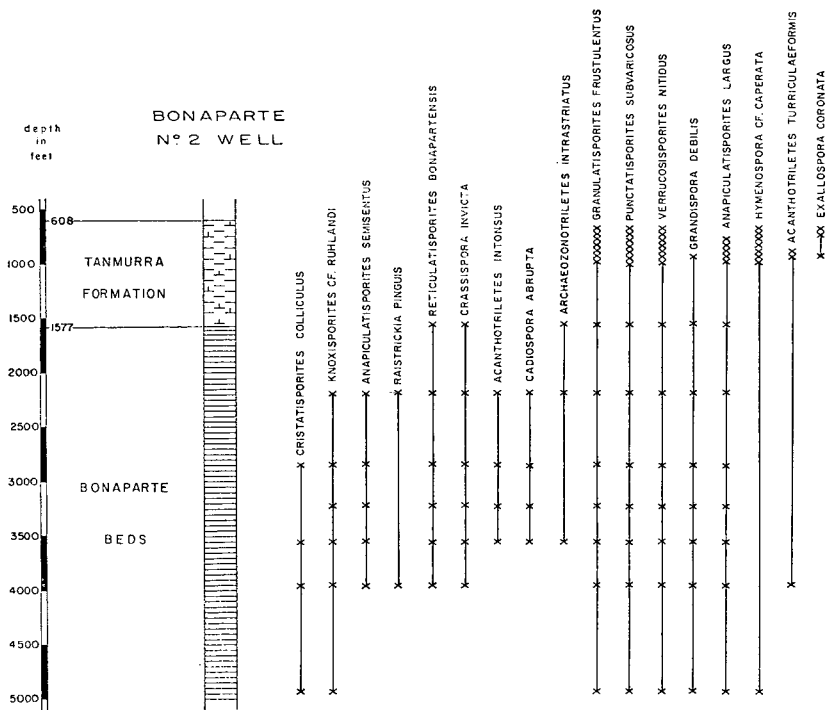 BONAPARTE
Nº 2 WELL
depth
in
feet
500
608
TANMURRA
1000
FORMATION
1500
1577
2000
2500
3000
BONAPARTE
BEDS
3500
4000
4500
5000
CRISTATISPORITES COLLICULUS
KNOXISPORITES CF. RUHLANDI
ANAPICULATISPORITES SEMISENTUS
RAISTRICKIA PINGUIS
RETICULATISPORITES BONAPARTENSIS
CRASSISPORA INVICTA
ACANTHOTRILETES INTONSUS
CADIOSPORA ABRUPTA
ARCHAEOZONOTRILETES INTRASTRIATUS
GRANULATISPORITES FRUSTULENTUS
PUNCTATISPORITES SUBVARICOSUS
VERRUCOSISPORITES NITIDUS
GRANDISPORA DEBILIS
ANAPICULATISPORITES LARGUS
HYMENOSPORA CF. CAPERATA
ACANTHOTRILETES TURRICULAEFORMIS
EXALLOSPORA CORONATA